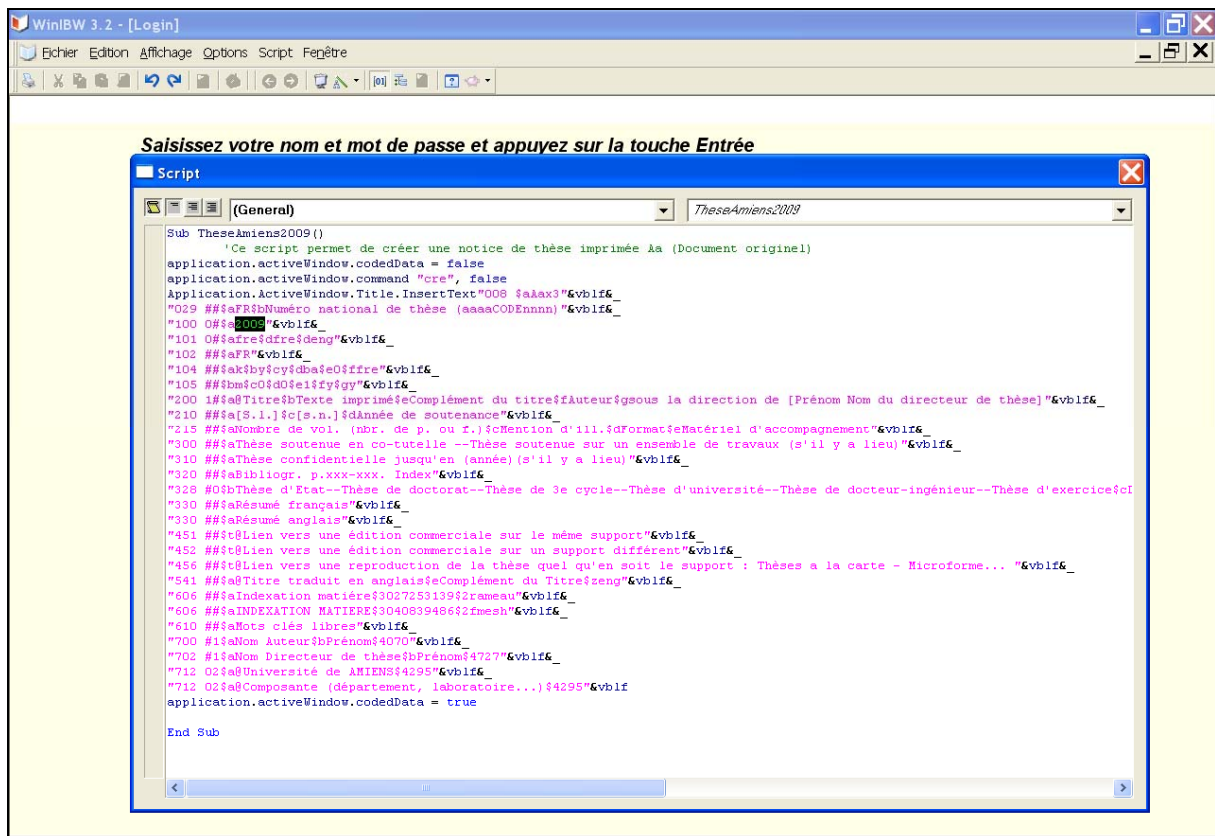 WinIBW 3.2 - [Login]
Fichier Edition Affichage Options Script Fenêtre
Saisissez votre nom et mot de passe et appuyez sur la touche Entrée
Script
(General) TheseAmiens2009
Sub TheseAmiens2009()
'Ce script permet de créer une notice de thèse imprimée Aa (Document originel)
application.activeWindow.codedData = false
application.activeWindow.command "cre", false
Application.ActiveWindow.Title.InsertText"008 $aAax3"&vblf&_
"029 ##$aFR$bNuméro national de thèse (aaaaCODEnnnn)"&vblf&_
"100 0#$a2009"&vblf&_
"101 0#$afre$dfre$deng"&vblf&_
"102 ##$aFR"&vblf&_
"104 ##$ak$by$cy$dba$e0$ffre"&vblf&_
"105 ##$bm$c0$d0$e1$fy$gy"&vblf&_
"200 1#$a@Titre$bTexte imprimé$eComplément du titre$fAuteur$gsous la direction de [Prénom Nom du directeur de thèse]"&vblf&_
"210 ##$a[S.l.]$c[s.n.]$dAnnée de soutenance"&vblf&_
"215 ##$aNombre de vol. (nbr. de p. ou f.)$cMention d'ill.$dFormat$eMatériel d'accompagnement"&vblf&_
"300 ##$aThèse soutenue en co-tutelle --Thèse soutenue sur un ensemble de travaux (s'il y a lieu)"&vblf&_
"310 ##$aThèse confidentielle jusqu'en (année)(s'il y a lieu)"&vblf&_
"320 ##$aBibliogr. p.xxx-xxx. Index"&vblf&_
"328 #0$bThèse d'Etat--Thèse de doctorat--Thèse de 3e cycle--Thèse d'université--Thèse de docteur-ingénieur--Thèse d'exercice$c
"330 ##$aRésumé français"&vblf&_
"330 ##$aRésumé anglais"&vblf&_
"451 ##$t@Lien vers une édition commerciale sur le même support"&vblf&_
"452 ##$t@Lien vers une édition commerciale sur un support différent"&vblf&_
"456 ##$t@Lien vers une reproduction de la thèse quel qu'en soit le support : Thèses a la carte - Microforme... "&vblf&_
"541 ##$a@Titre traduit en anglais$eComplément du Titre$zeng"&vblf&_
"606 ##$aIndexation matiére$3027253139$2rameau"&vblf&_
"606 ##$aINDEXATION MATIERE$3040839486$2fmesh"&vblf&_
"610 ##$aMots clés libres"&vblf&_
"700 #1$aNom Auteur$bPrénom$4070"&vblf&_
"702 #1$aNom Directeur de thèse$bPrénom$4727"&vblf&_
"712 02$a@Université de AMIENS$4295"&vblf&_
"712 02$a@Composante (département, laboratoire...)$4295"&vblf
application.activeWindow.codedData = true
End Sub